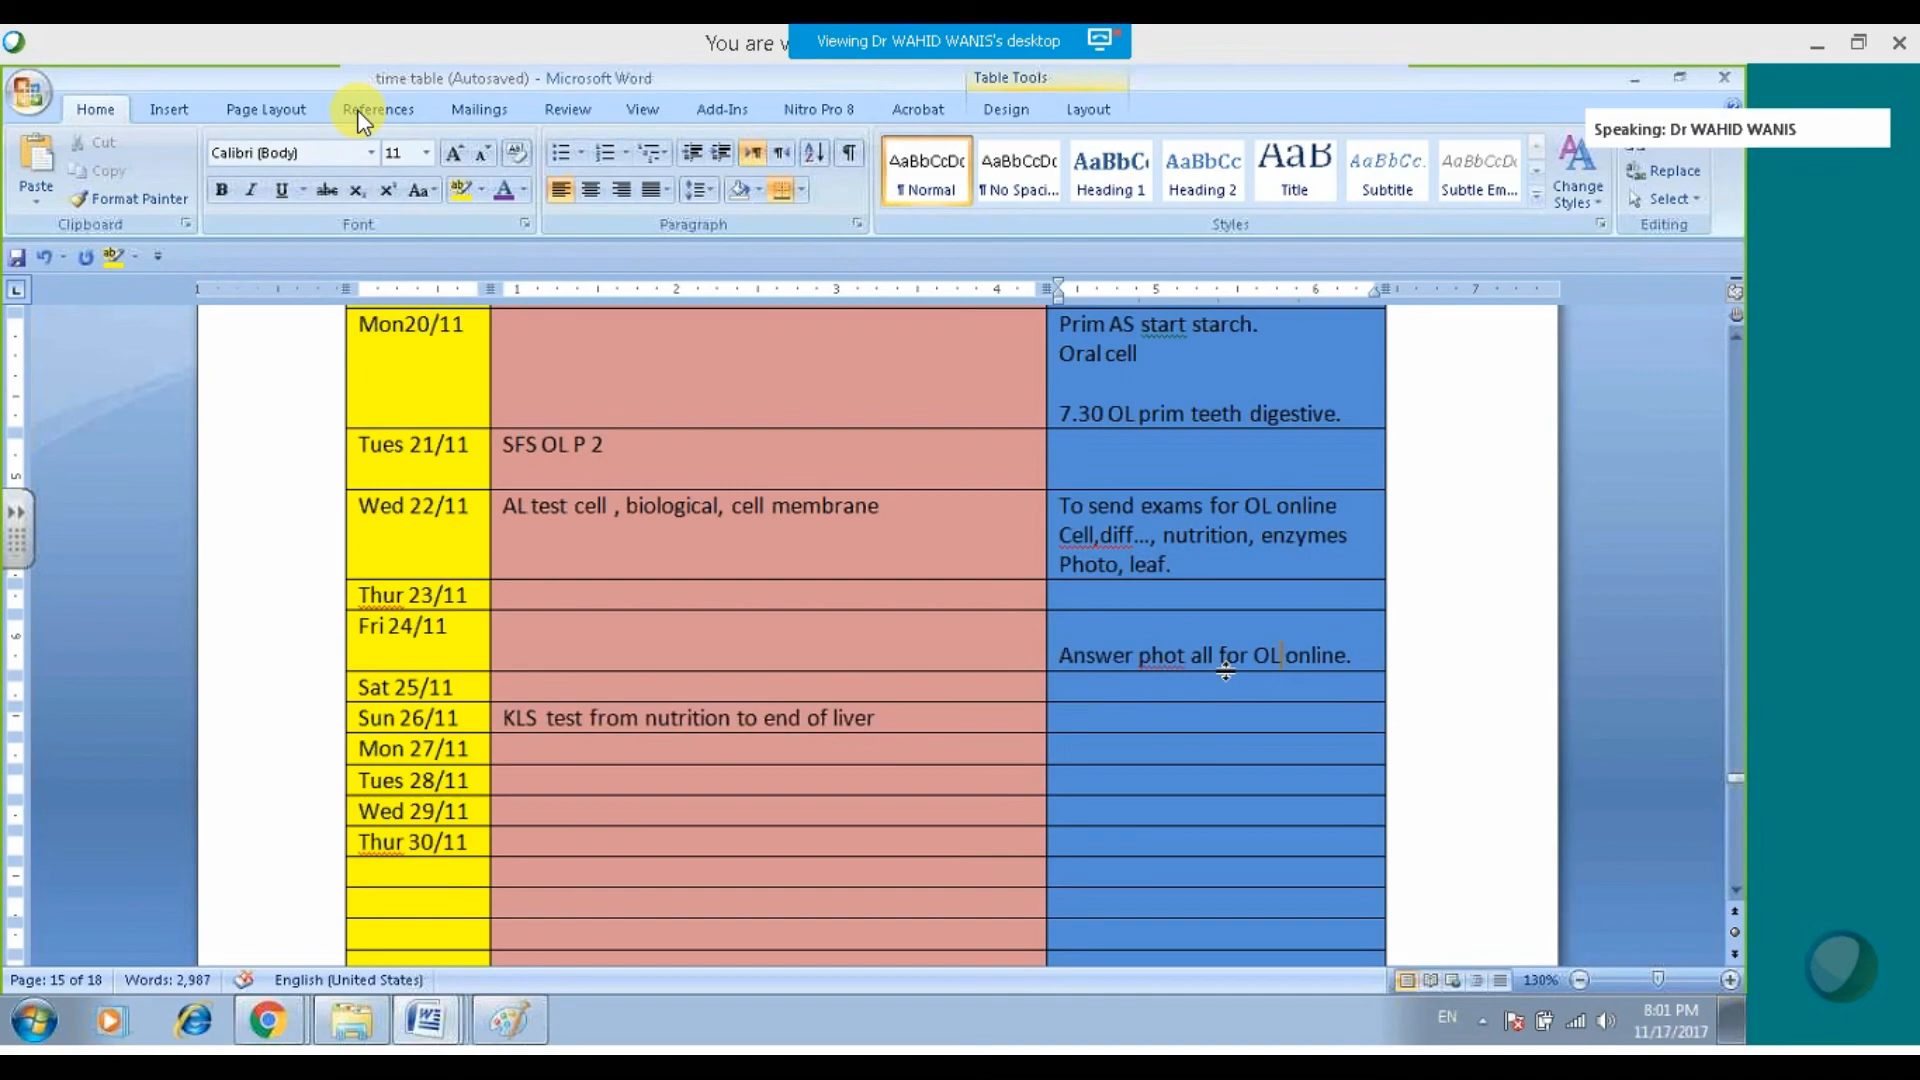 You are v
Viewing Dr WAHID WANIS's desktop
time table (Autosaved) - Microsoft Word
Table Tools
Home Insert Page Layout References Mailings Review View Add-Ins Nitro Pro 8 Acrobat Design Layout
Speaking: Dr WAHID WANIS
Paste
Cut
Copy
Format Painter
Clipboard
Calibri (Body) 11
Font
Paragraph
AaBbCcDc AaBbCcDc AaBbC AaBbCc AaB AaBbCc. AaBbCcDc
¶ Normal ¶ No Spaci... Heading 1 Heading 2 Title Subtitle Subtle Em...
Change
Styles
Styles
Replace
Select
Editing
1 1 2 3 4 5 6 7
Mon20/11
Prim AS start starch.
Oral cell
7.30 OL prim teeth digestive.
Tues 21/11 SFS OL P 2
Wed 22/11 AL test cell , biological, cell membrane
To send exams for OL online
Cell,diff..., nutrition, enzymes
Photo, leaf.
Thur 23/11
Fri 24/11
Answer phot all for OL online.
Sat 25/11
Sun 26/11 KLS test from nutrition to end of liver
Mon 27/11
Tues 28/11
Wed 29/11
Thur 30/11
Page: 15 of 18 Words: 2,987 English (United States) 130%
EN 8:01 PM
11/17/2017